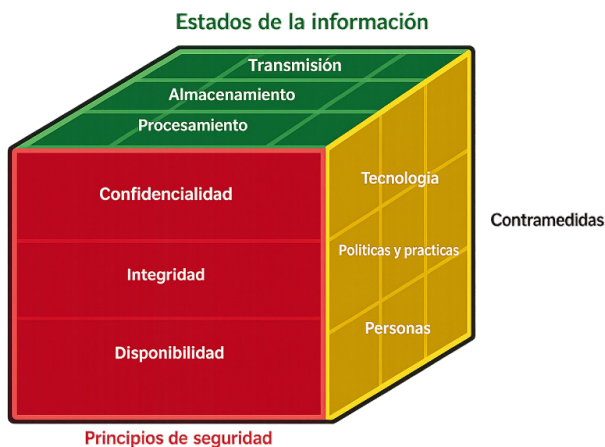 Estados de la información
Transmisión
Almacenamiento
Procesamiento
Confidencialidad
Integridad
Disponibilidad
Tecnologia
Politicas y practicas
Personas
Contramedidas
Principios de seguridad